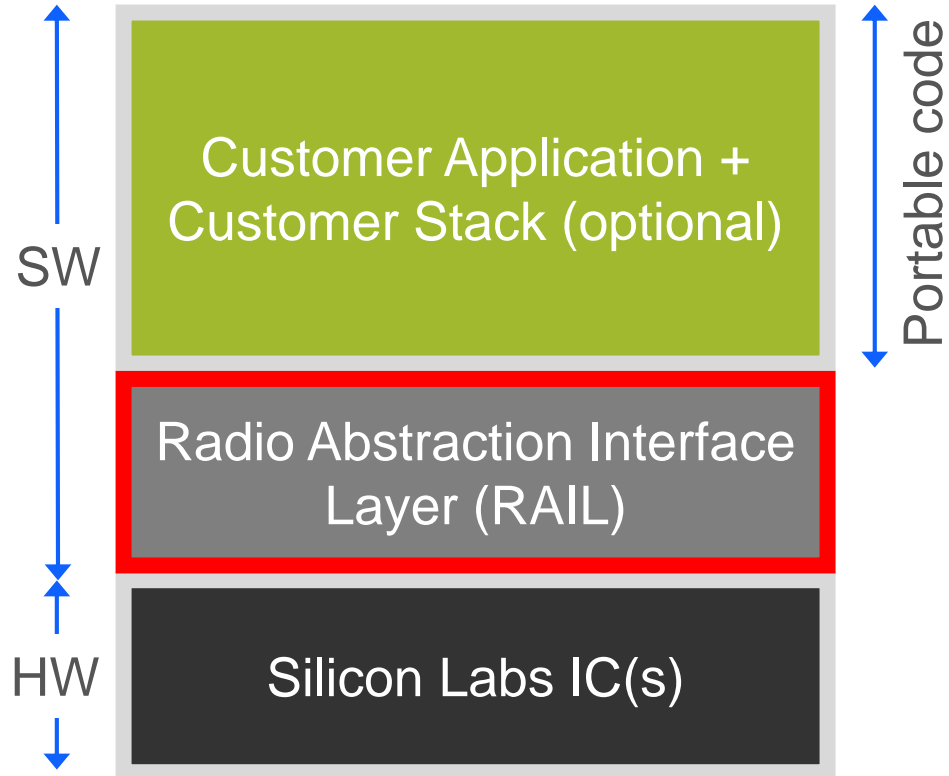 Customer Application +
Customer Stack (optional)
Portable code
SW
Radio Abstraction Interface
Layer (RAIL)
HW
Silicon Labs IC(s)